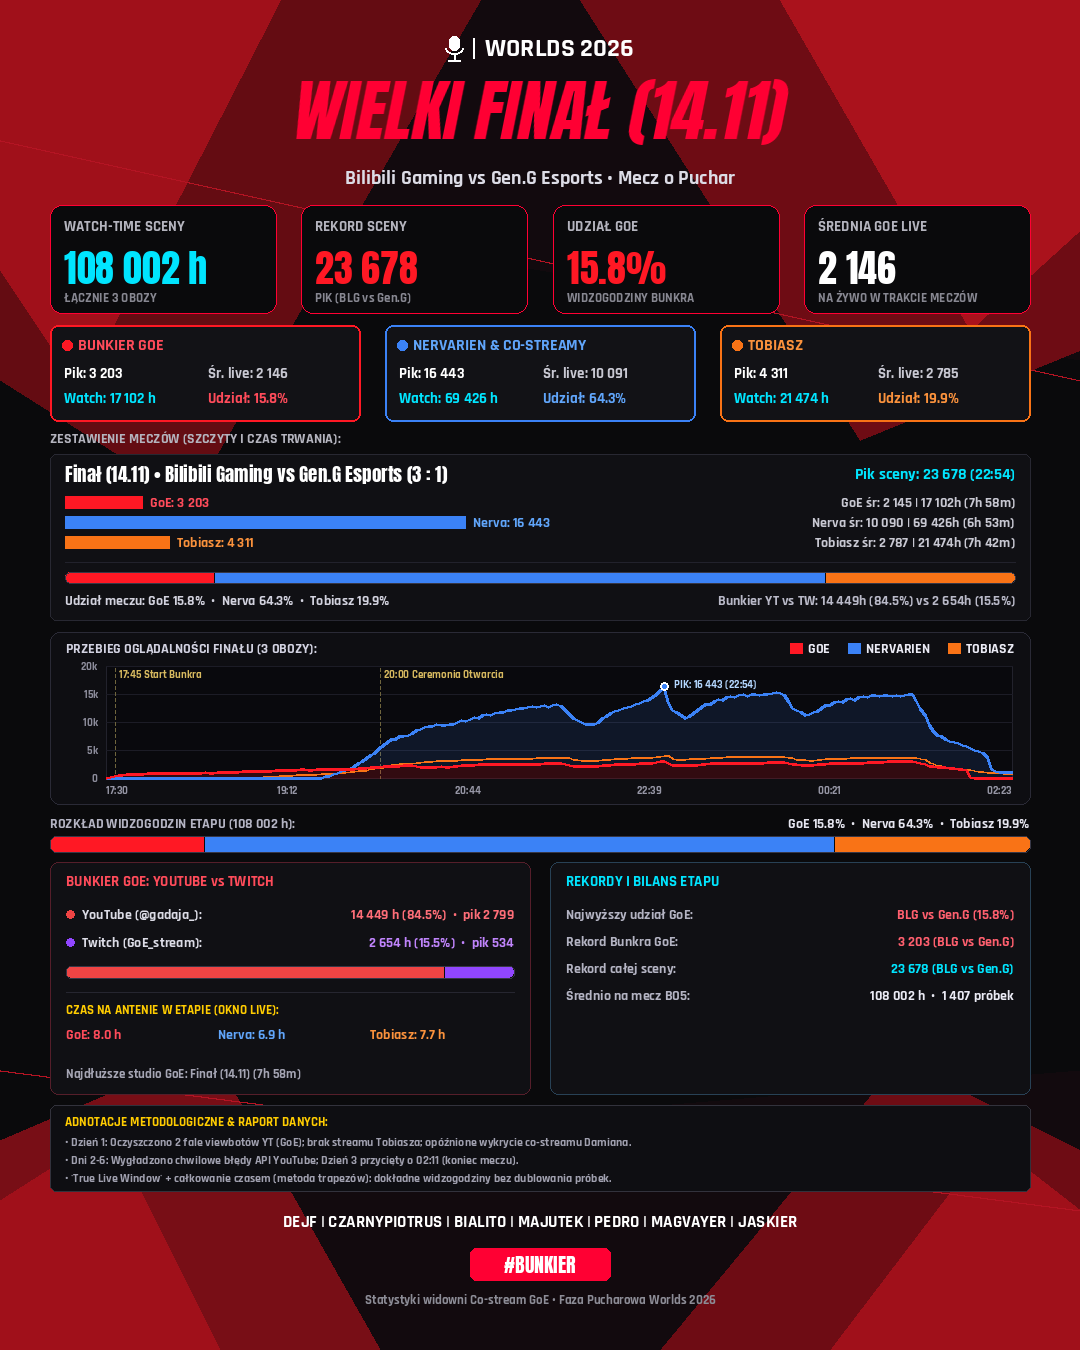 | WORLDS 2026
WIELKI FINAŁ (14.11)
Bilibili Gaming vs Gen.G Esports • Mecz o Puchar
WATCH-TIME SCENY
108 002 h
ŁĄCZNIE 3 OBOZY
REKORD SCENY
23 678
PIK (BLG vs Gen.G)
UDZIAŁ GOE
15.8%
WIDZOGODZINY BUNKRA
ŚREDNIA GOE LIVE
2 146
NA ŻYWO W TRAKCIE MECZÓW
BUNKIER GOE
Pik: 3 203 Śr. live: 2 146
Watch: 17 102 h Udział: 15.8%
NERVARIEN & CO-STREAMY
Pik: 16 443 Śr. live: 10 091
Watch: 69 426 h Udział: 64.3%
TOBIASZ
Pik: 4 311 Śr. live: 2 785
Watch: 21 474 h Udział: 19.9%
ZESTAWIENIE MECZÓW (SZCZYTY I CZAS TRWANIA):
Finał (14.11) • Bilibili Gaming vs Gen.G Esports (3 : 1) Pik sceny: 23 678 (22:54)
GoE: 3 203 GoE śr: 2 145 | 17 102h (7h 58m)
Nerva: 16 443 Nerva śr: 10 090 | 69 426h (6h 53m)
Tobiasz: 4 311 Tobiasz śr: 2 787 | 21 474h (7h 42m)
Udział meczu: GoE 15.8% • Nerva 64.3% • Tobiasz 19.9% Bunkier YT vs TW: 14 449h (84.5%) vs 2 654h (15.5%)
PRZEBIEG OGLĄDALNOŚCI FINAŁU (3 OBOZY): GOE NERVARIEN TOBIASZ
20k
17:45 Start Bunkra 20:00 Ceremonia Otwarcia
PIK: 16 443 (22:54)
15k
10k
5k
0
17:30 19:12 20:44 22:39 00:21 02:23
ROZKŁAD WIDZOGODZIN ETAPU (108 002 h): GoE 15.8% • Nerva 64.3% • Tobiasz 19.9%
BUNKIER GOE: YOUTUBE vs TWITCH
YouTube (@gadaja_): 14 449 h (84.5%) • pik 2 799
Twitch (GoE_stream): 2 654 h (15.5%) • pik 534
CZAS NA ANTENIE W ETAPIE (OKNO LIVE):
GoE: 8.0 h Nerva: 6.9 h Tobiasz: 7.7 h
Najdłuższe studio GoE: Finał (14.11) (7h 58m)
REKORDY I BILANS ETAPU
Najwyższy udział GoE: BLG vs Gen.G (15.8%)
Rekord Bunkra GoE: 3 203 (BLG vs Gen.G)
Rekord całej sceny: 23 678 (BLG vs Gen.G)
Średnio na mecz BO5: 108 002 h • 1 407 próbek
ADNOTACJE METODOLOGICZNE & RAPORT DANYCH:
• Dzień 1: Oczyszczono 2 fale viewbotów YT (GoE); brak streamu Tobiasza; opóźnione wykrycie co-streamu Damiana.
• Dni 2-6: Wygładzono chwilowe błędy API YouTube; Dzień 3 przycięty o 02:11 (koniec meczu).
• 'True Live Window' + całkowanie czasem (metoda trapezów): dokładne widzogodziny bez dublowania próbek.
DEJF | CZARNYPIOTRUS | BIALITO | MAJUTEK | PEDRO | MAGVAYER | JASKIER
#BUNKIER
Statystyki widowni Co-stream GoE • Faza Pucharowa Worlds 2026